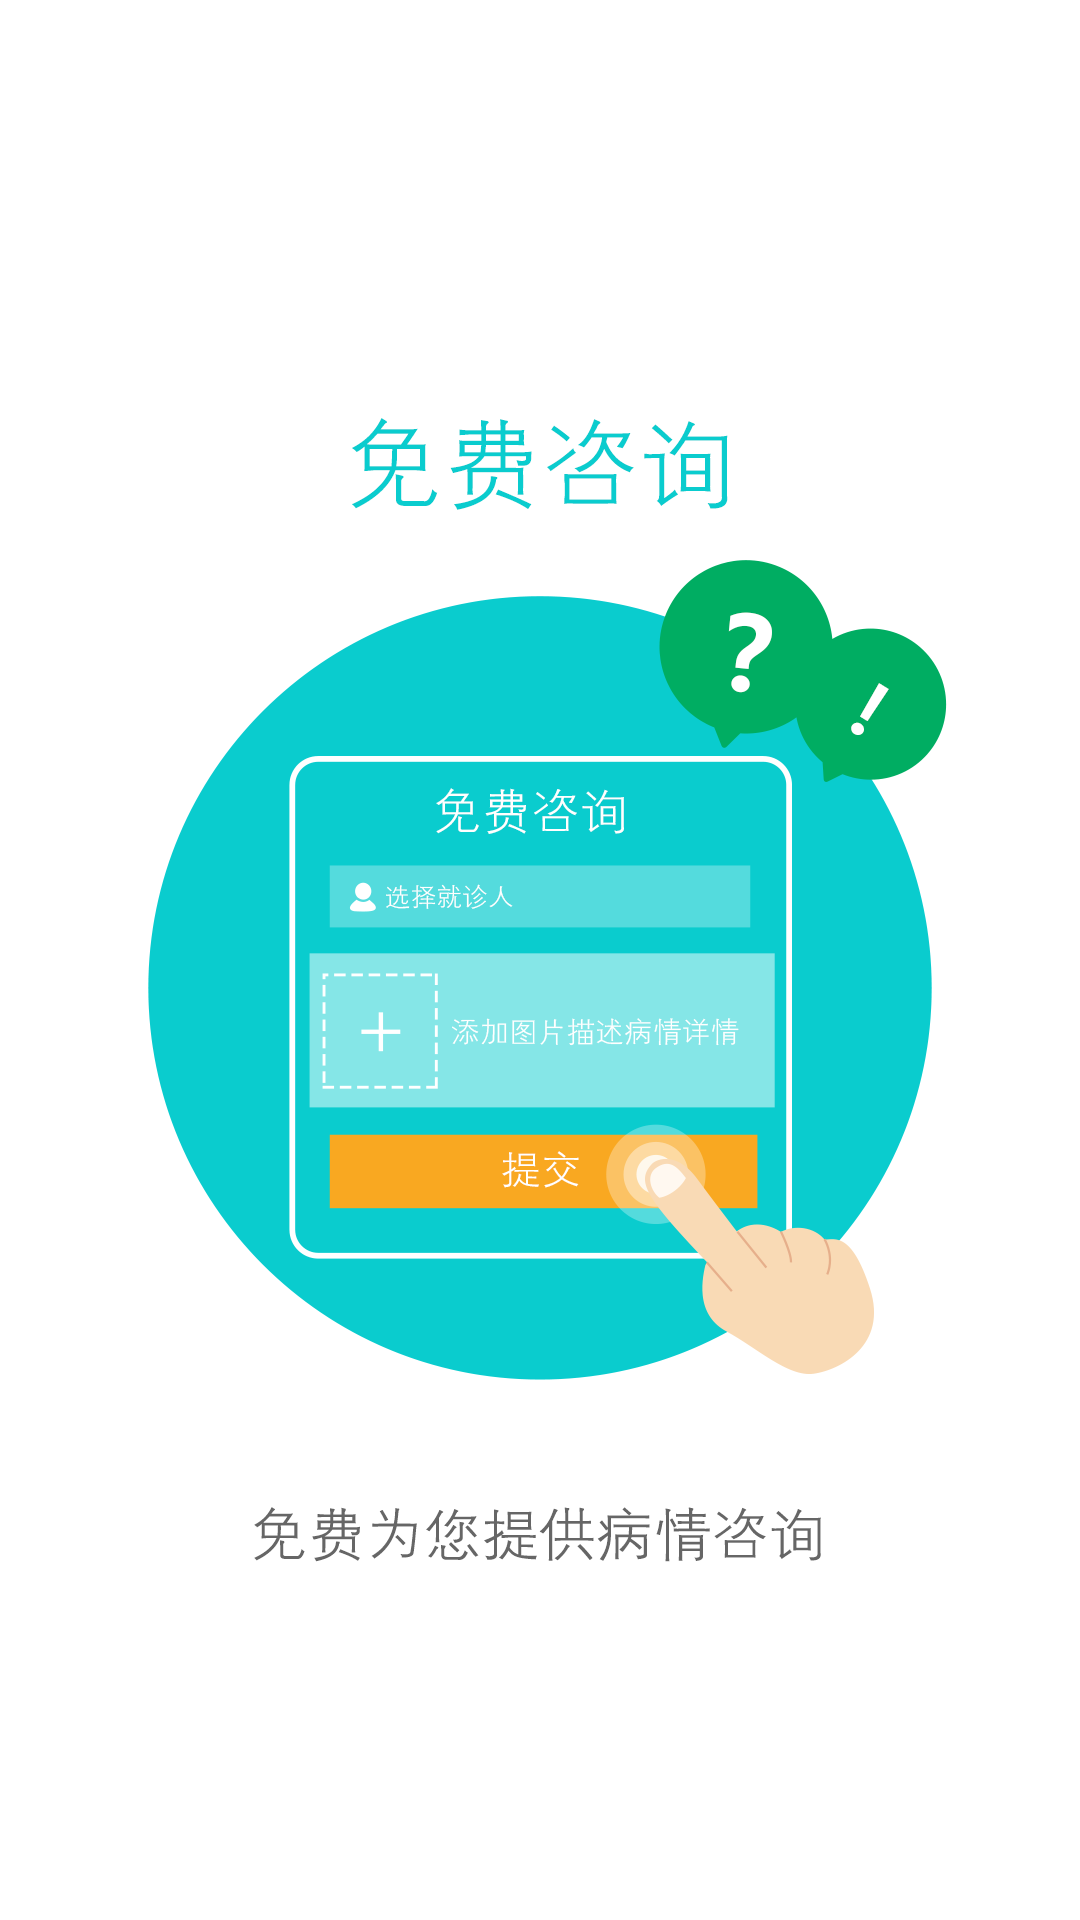 免费咨询
?
!
免费咨询
选择就诊人
添加图片描述病情详情
提交
免费为您提供病情咨询